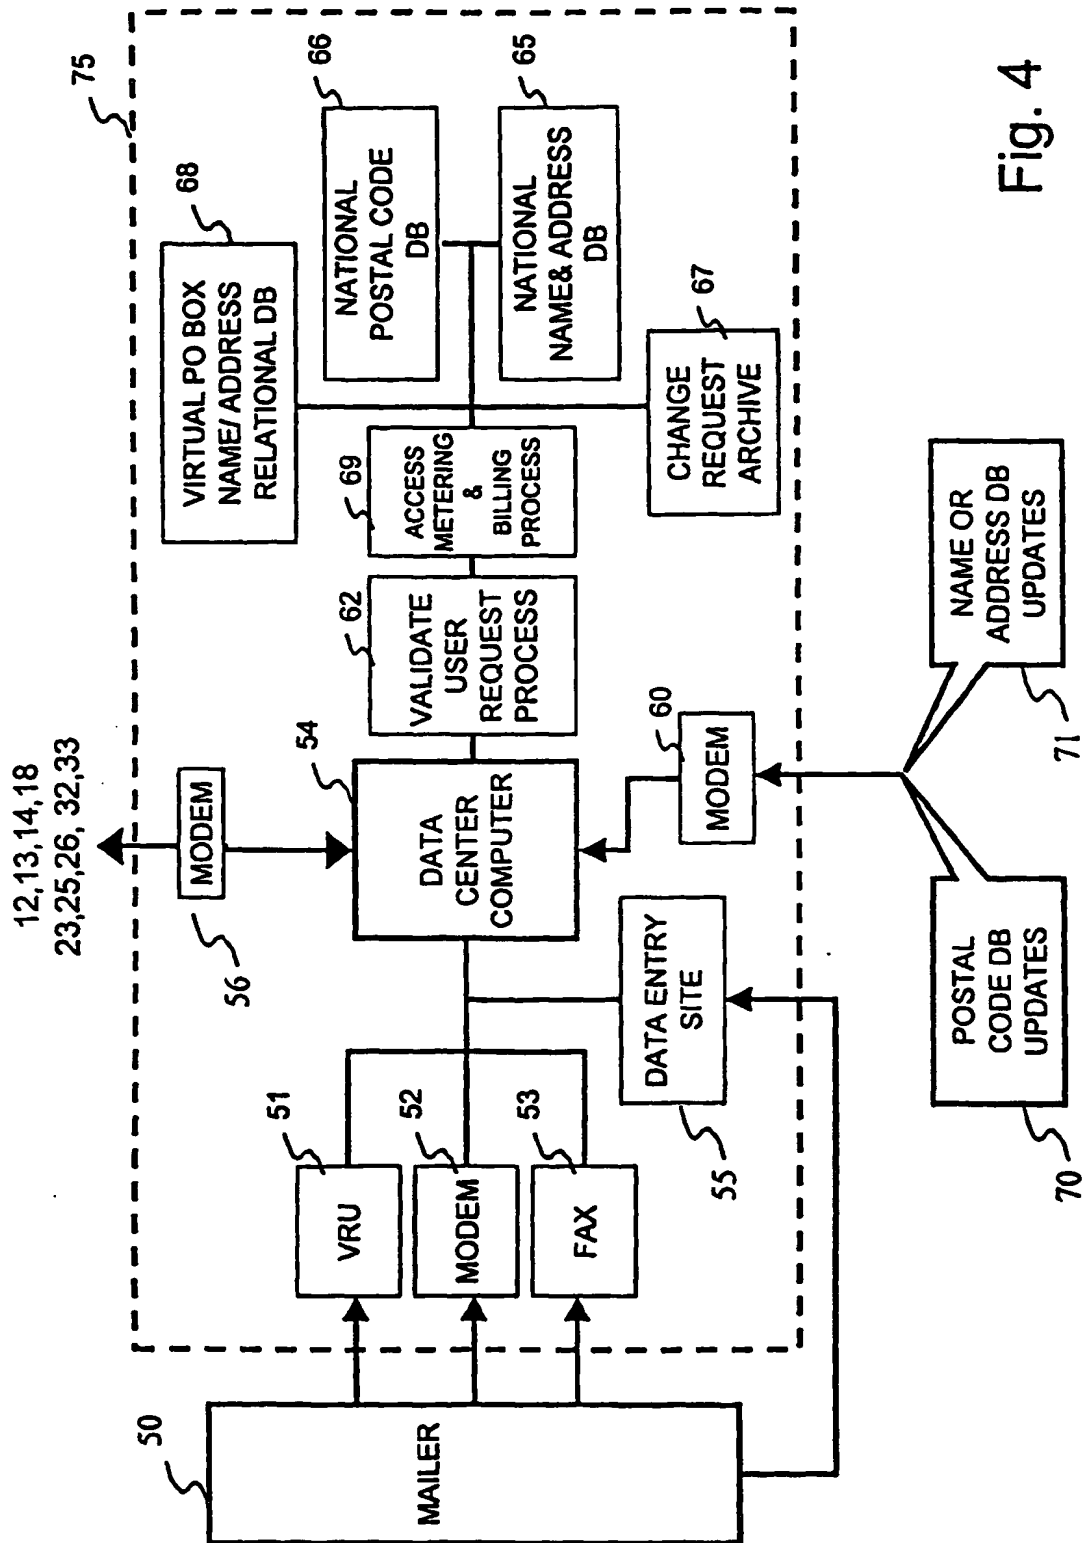 12,13,14,18
23,25,26, 32,33
75
MODEM
56
VIRTUAL PO BOX
NAME/ ADDRESS
RELATIONAL DB
68
NATIONAL
POSTAL CODE
DB
66
NATIONAL
NAME& ADDRESS
DB
65
ACCESS
METERING
&
BILLING
PROCESS
69
VALIDATE
USER
REQUEST
PROCESS
62
DATA
CENTER
COMPUTER
54
CHANGE
REQUEST
ARCHIVE
67
MODEM
60
DATA ENTRY
SITE
55
VRU
51
MODEM
52
FAX
53
MAILER
50
POSTAL
CODE DB
UPDATES
70
NAME OR
ADDRESS DB
UPDATES
71
Fig. 4